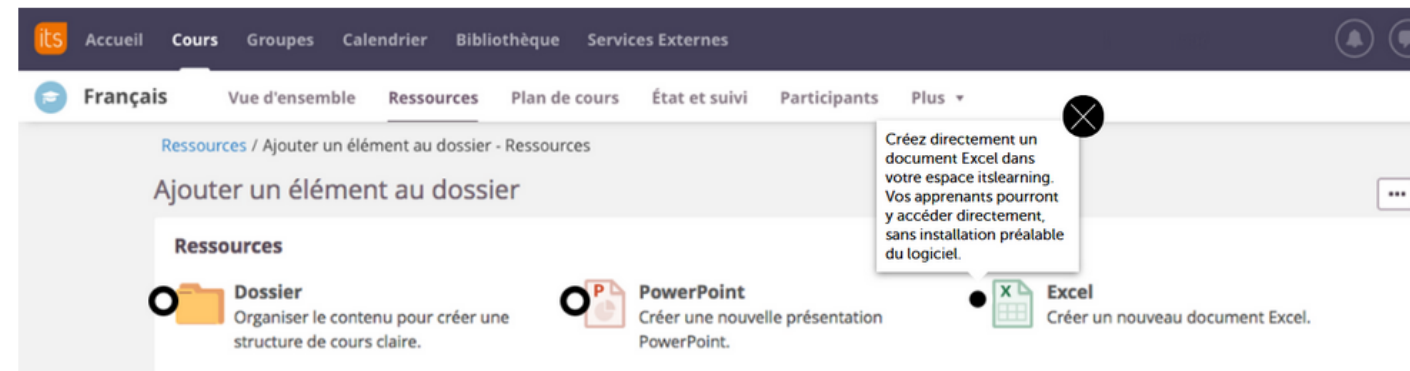 its Accueil Cours Groupes Calendrier Bibliothèque Services Externes
Français Vue d'ensemble Ressources Plan de cours État et suivi Participants Plus
Ressources / Ajouter un élément au dossier - Ressources
Ajouter un élément au dossier
Créez directement un
document Excel dans
votre espace itslearning.
Vos apprenants pourront
y accéder directement,
sans installation préalable
du logiciel.
Ressources
Dossier
Organiser le contenu pour créer une
structure de cours claire.
P
PowerPoint
Créer une nouvelle présentation
PowerPoint.
X
Excel
Créer un nouveau document Excel.